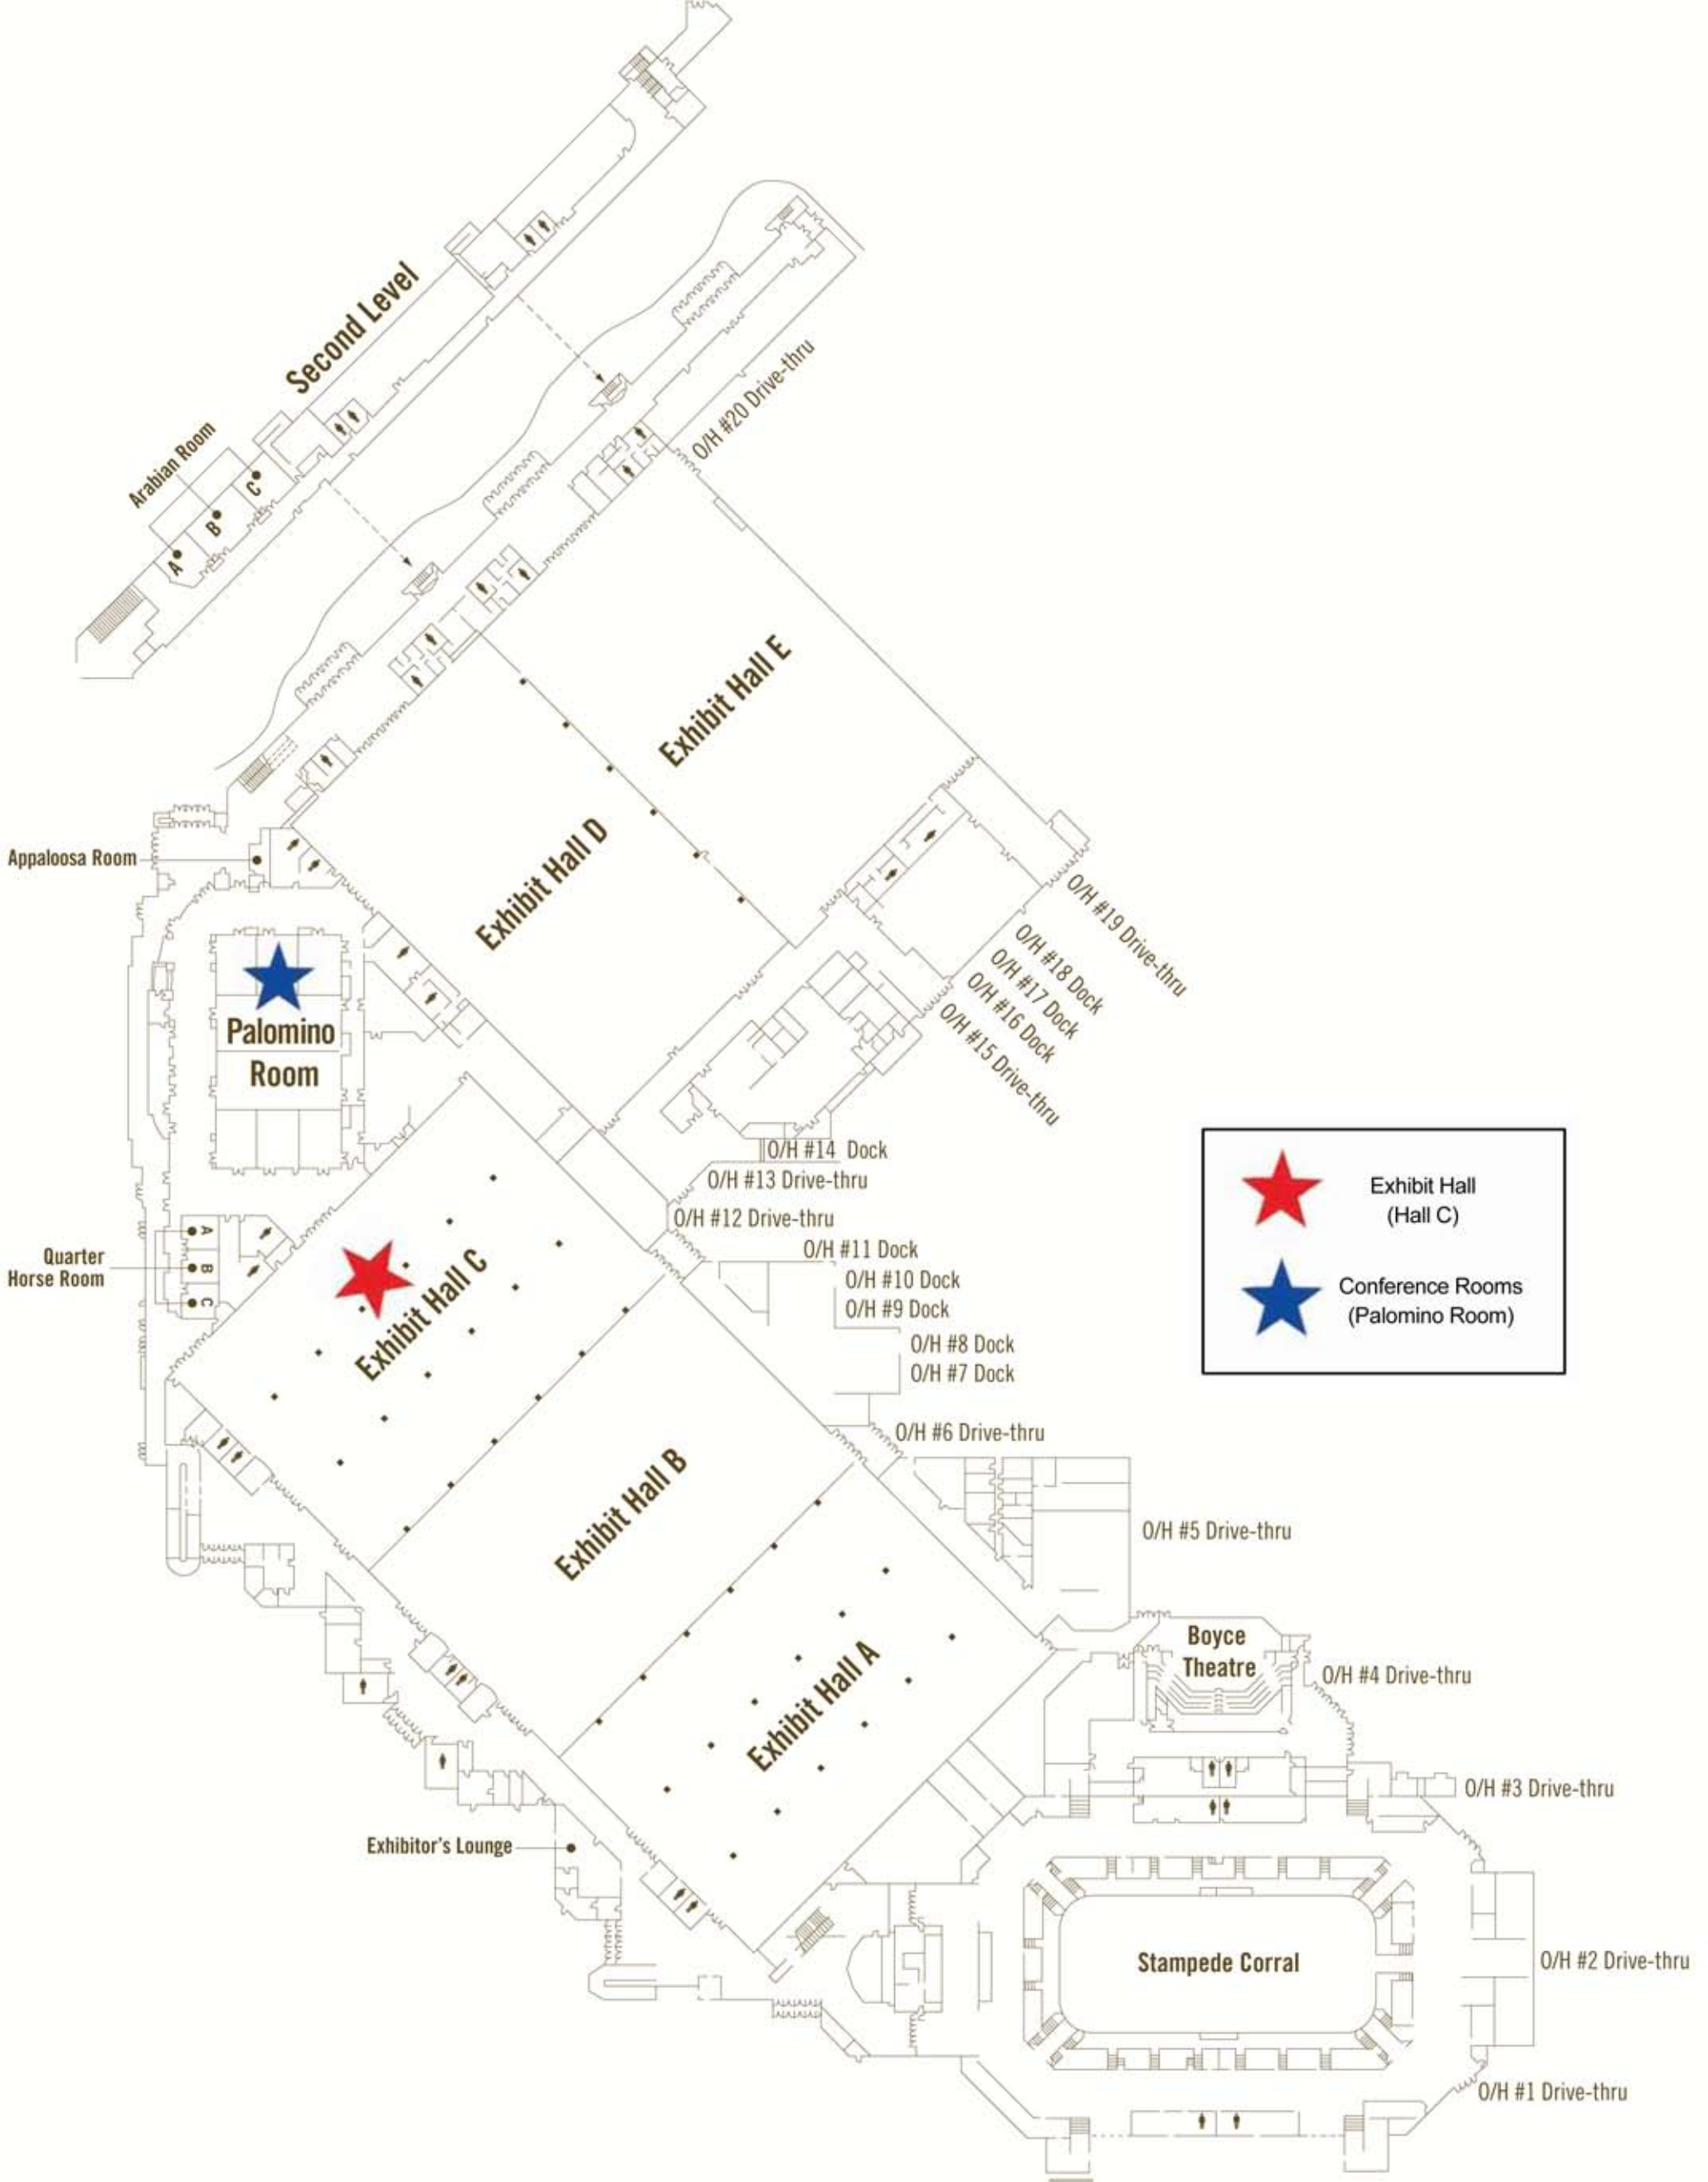 Second Level
Arabian Room
A
B
C
O/H #20 Drive-thru
Exhibit Hall E
Exhibit Hall D
Appaloosa Room
O/H #19 Drive-thru
O/H #18 Dock
O/H #17 Dock
O/H #16 Dock
O/H #15 Drive-thru
Palomino
Room
O/H #14 Dock
O/H #13 Drive-thru
O/H #12 Drive-thru
O/H #11 Dock
O/H #10 Dock
O/H #9 Dock
O/H #8 Dock
O/H #7 Dock
Exhibit Hall
(Hall C)
Conference Rooms
(Palomino Room)
Quarter
Horse Room
A
B
C
Exhibit Hall C
O/H #6 Drive-thru
Exhibit Hall B
O/H #5 Drive-thru
Boyce
Theatre
O/H #4 Drive-thru
Exhibit Hall A
O/H #3 Drive-thru
Exhibitor's Lounge
Stampede Corral
O/H #2 Drive-thru
O/H #1 Drive-thru